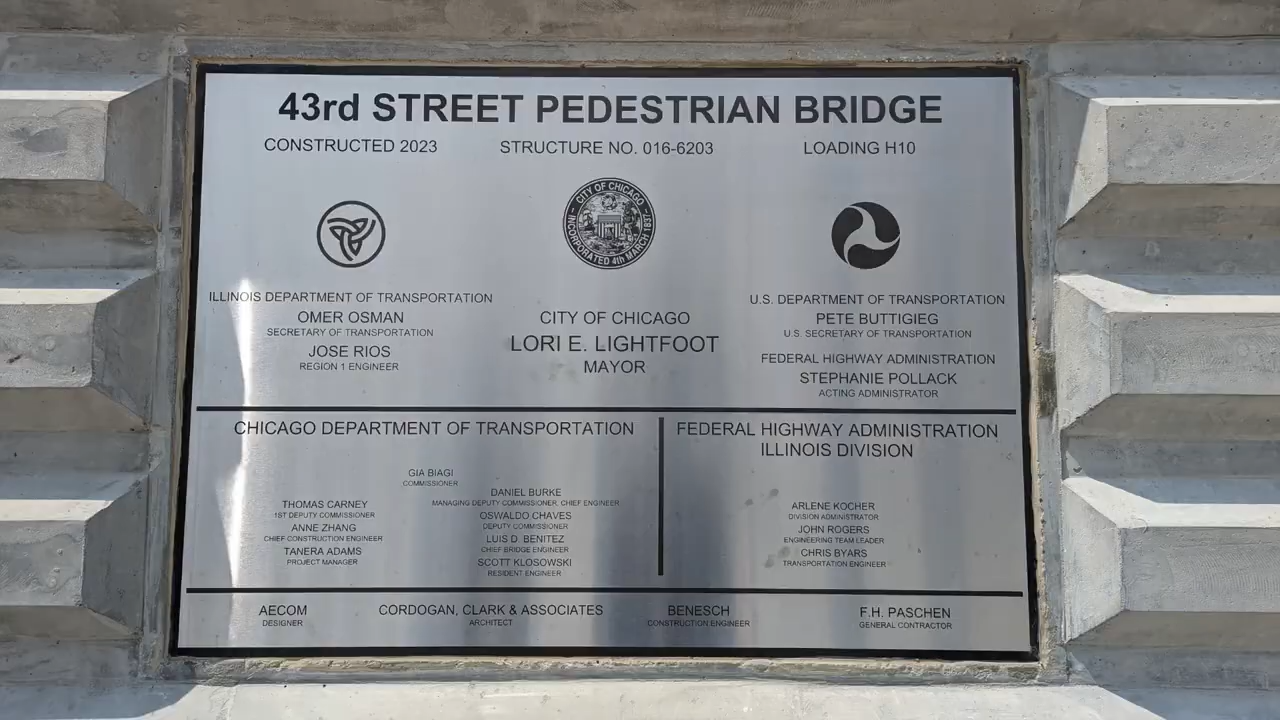 43rd STREET PEDESTRIAN BRIDGE
CONSTRUCTED 2023 STRUCTURE NO. 016-6203 LOADING H10
CITY OF CHICAGO
INCORPORATED 4th MARCH 1837
ILLINOIS DEPARTMENT OF TRANSPORTATION
OMER OSMAN
SECRETARY OF TRANSPORTATION
JOSE RIOS
REGION 1 ENGINEER
CITY OF CHICAGO
LORI E. LIGHTFOOT
MAYOR
U.S. DEPARTMENT OF TRANSPORTATION
PETE BUTTIGIEG
U.S. SECRETARY OF TRANSPORTATION
FEDERAL HIGHWAY ADMINISTRATION
STEPHANIE POLLACK
ACTING ADMINISTRATOR
CHICAGO DEPARTMENT OF TRANSPORTATION
GIA BIAGI
COMMISSIONER
THOMAS CARNEY
1ST DEPUTY COMMISSIONER
ANNE ZHANG
CHIEF CONSTRUCTION ENGINEER
TANERA ADAMS
PROJECT MANAGER
DANIEL BURKE
MANAGING DEPUTY COMMISSIONER, CHIEF ENGINEER
OSWALDO CHAVES
DEPUTY COMMISSIONER
LUIS D. BENITEZ
CHIEF BRIDGE ENGINEER
SCOTT KLOSOWSKI
RESIDENT ENGINEER
FEDERAL HIGHWAY ADMINISTRATION
ILLINOIS DIVISION
ARLENE KOCHER
DIVISION ADMINISTRATOR
JOHN ROGERS
ENGINEERING TEAM LEADER
CHRIS BYARS
TRANSPORTATION ENGINEER
AECOM
DESIGNER
CORDOGAN, CLARK & ASSOCIATES
ARCHITECT
BENESCH
CONSTRUCTION ENGINEER
F.H. PASCHEN
GENERAL CONTRACTOR